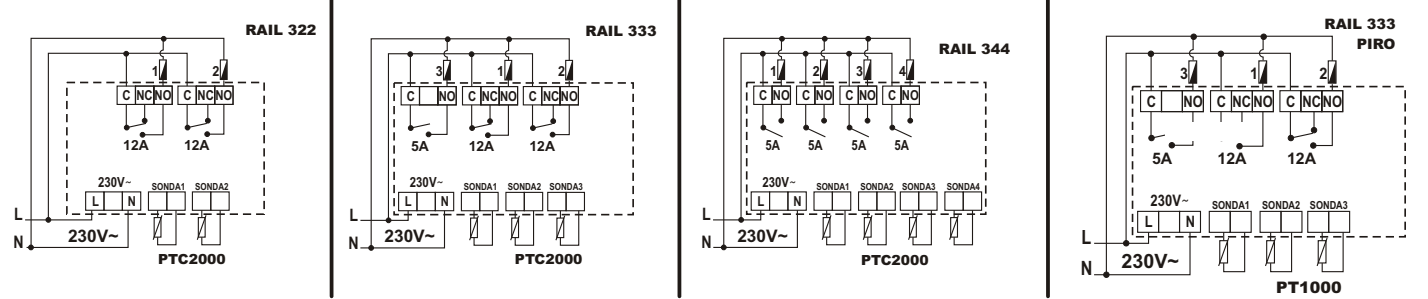 RAIL 322
1 2
C NC NO C NC NO
12A 12A
230V~ SONDA1 SONDA2
L N
L
N 230V~
PTC2000
RAIL 333
3 1 2
C NO C NC NO C NC NO
5A 12A 12A
230V~ SONDA1 SONDA2 SONDA3
L N
L
N 230V~
PTC2000
RAIL 344
1 2 3 4
C NO C NO C NO C NO
5A 5A 5A 5A
230V~ SONDA1 SONDA2 SONDA3 SONDA4
L N
L
N 230V~
PTC2000
RAIL 333
PIRO
3 1 2
C NO C NC NO C NC NO
5A 12A 12A
230V~ SONDA1 SONDA2 SONDA3
L N
L
N 230V~
PT1000